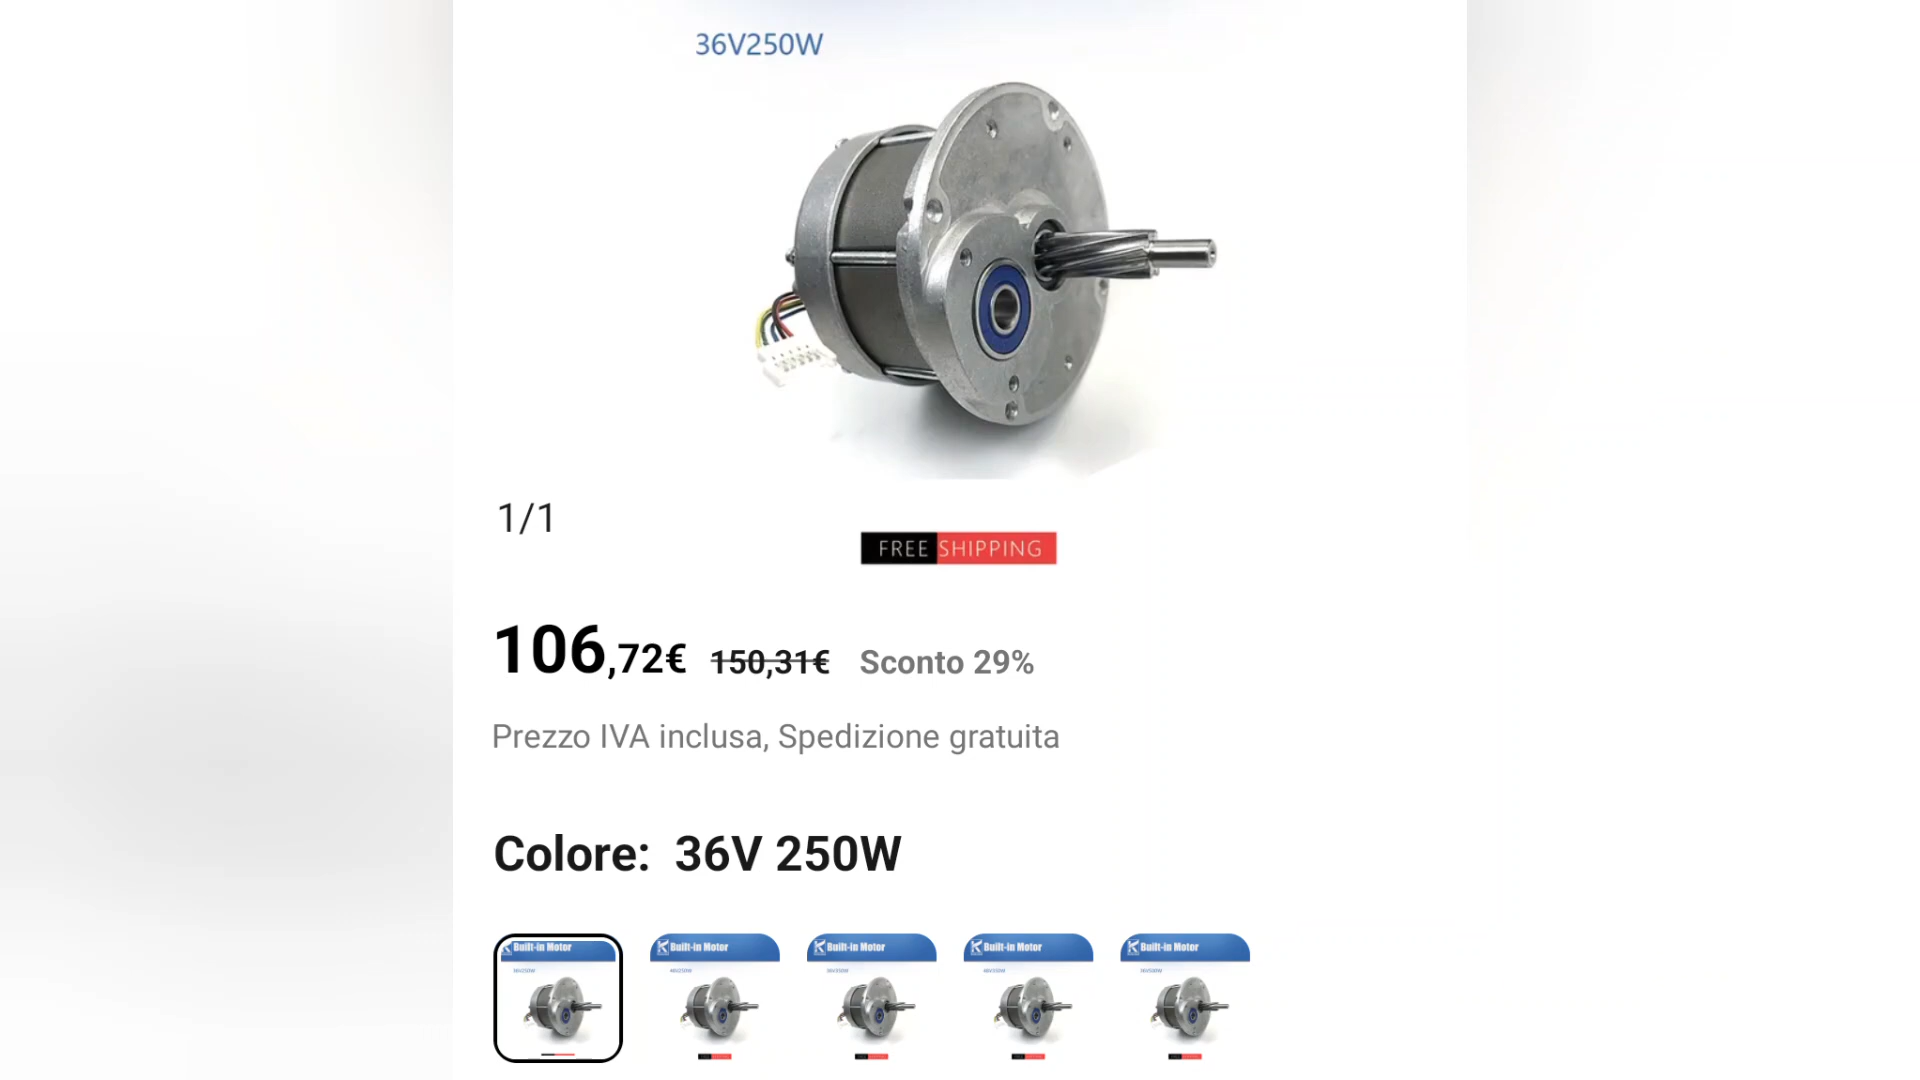 36V250W
1/1
FREE SHIPPING
106,72€ 150,31€ Sconto 29%
Prezzo IVA inclusa, Spedizione gratuita
Colore: 36V 250W
Built-in Motor Built-in Motor Built-in Motor Built-in Motor Built-in Motor